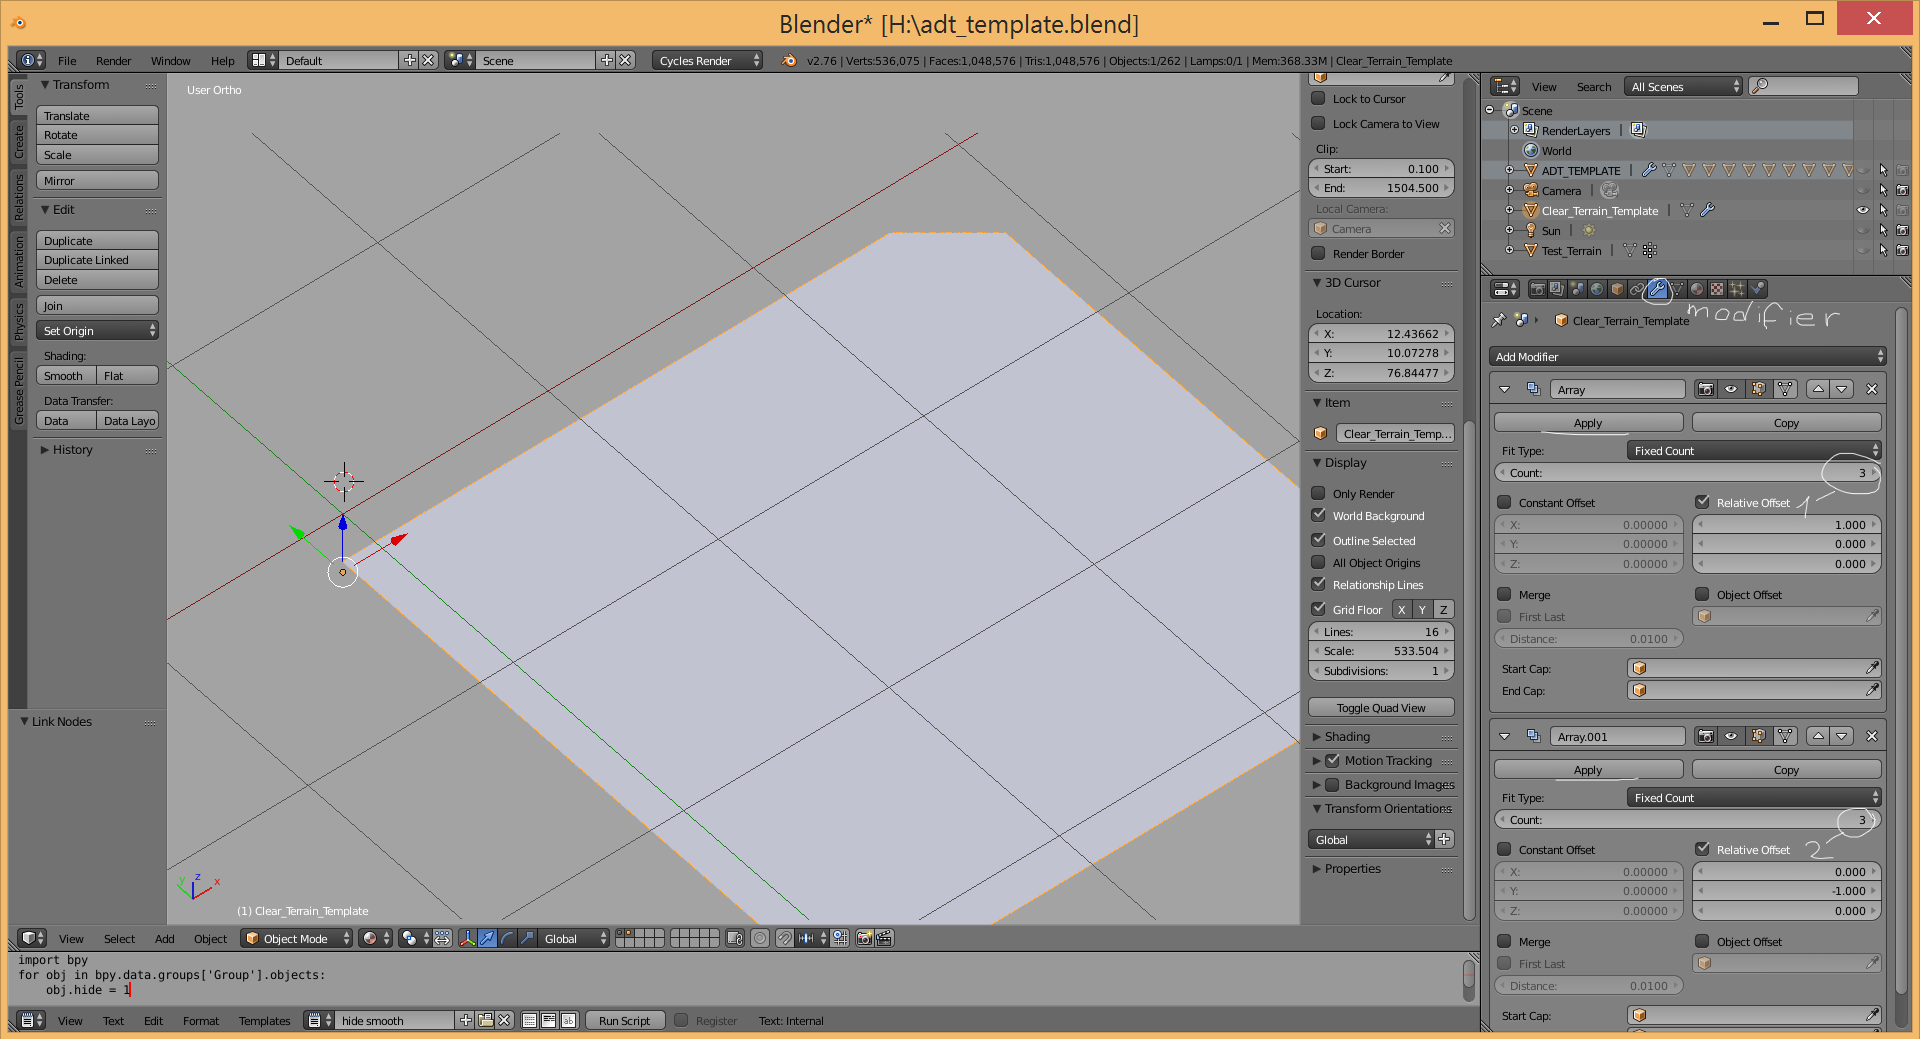 Blender* [H:\adt_template.blend]
File Render Window Help Default Scene Cycles Render v2.76 | Verts:536,075 | Faces:1,048,576 | Tris:1,048,576 | Objects:1/262 | Lamps:0/1 | Mem:368.33M | Clear_Terrain_Template
Tools
Create
Relations
Animation
Physics
Grease Pencil
Transform
Translate
Rotate
Scale
Mirror
Edit
Duplicate
Duplicate Linked
Delete
Join
Set Origin
Shading:
Smooth Flat
Data Transfer:
Data Data Layo
History
Link Nodes
User Ortho
z
y x
(1) Clear_Terrain_Template
Lock to Cursor
Lock Camera to View
Clip:
Start: 0.100
End: 1504.500
Local Camera:
Camera
Render Border
3D Cursor
Location:
X: 12.43662
Y: 10.07278
Z: 76.84477
Item
Clear_Terrain_Temp...
Display
Only Render
World Background
Outline Selected
All Object Origins
Relationship Lines
Grid Floor X Y Z
Lines: 16
Scale: 533.504
Subdivisions: 1
Toggle Quad View
Shading
Motion Tracking
Background Images
Transform Orientations
Global
Properties
View Select Add Object Object Mode Global
import bpy
for obj in bpy.data.groups['Group'].objects:
    obj.hide = 1
View Text Edit Format Templates hide smooth Run Script Register Text: Internal
View Search All Scenes
Scene
RenderLayers |
World
ADT_TEMPLATE |
Camera |
Clear_Terrain_Template |
Sun |
Test_Terrain |
modifier
Clear_Terrain_Template
Add Modifier
Array
Apply Copy
Fit Type: Fixed Count
Count: 3
Constant Offset Relative Offset 1
X: 0.00000 1.000
Y: 0.00000 0.000
Z: 0.00000 0.000
Merge Object Offset
First Last
Distance: 0.0100
Start Cap:
End Cap:
Array.001
Apply Copy
Fit Type: Fixed Count
Count: 3
Constant Offset Relative Offset 2
X: 0.00000 0.000
Y: 0.00000 -1.000
Z: 0.00000 0.000
Merge Object Offset
First Last
Distance: 0.0100
Start Cap: